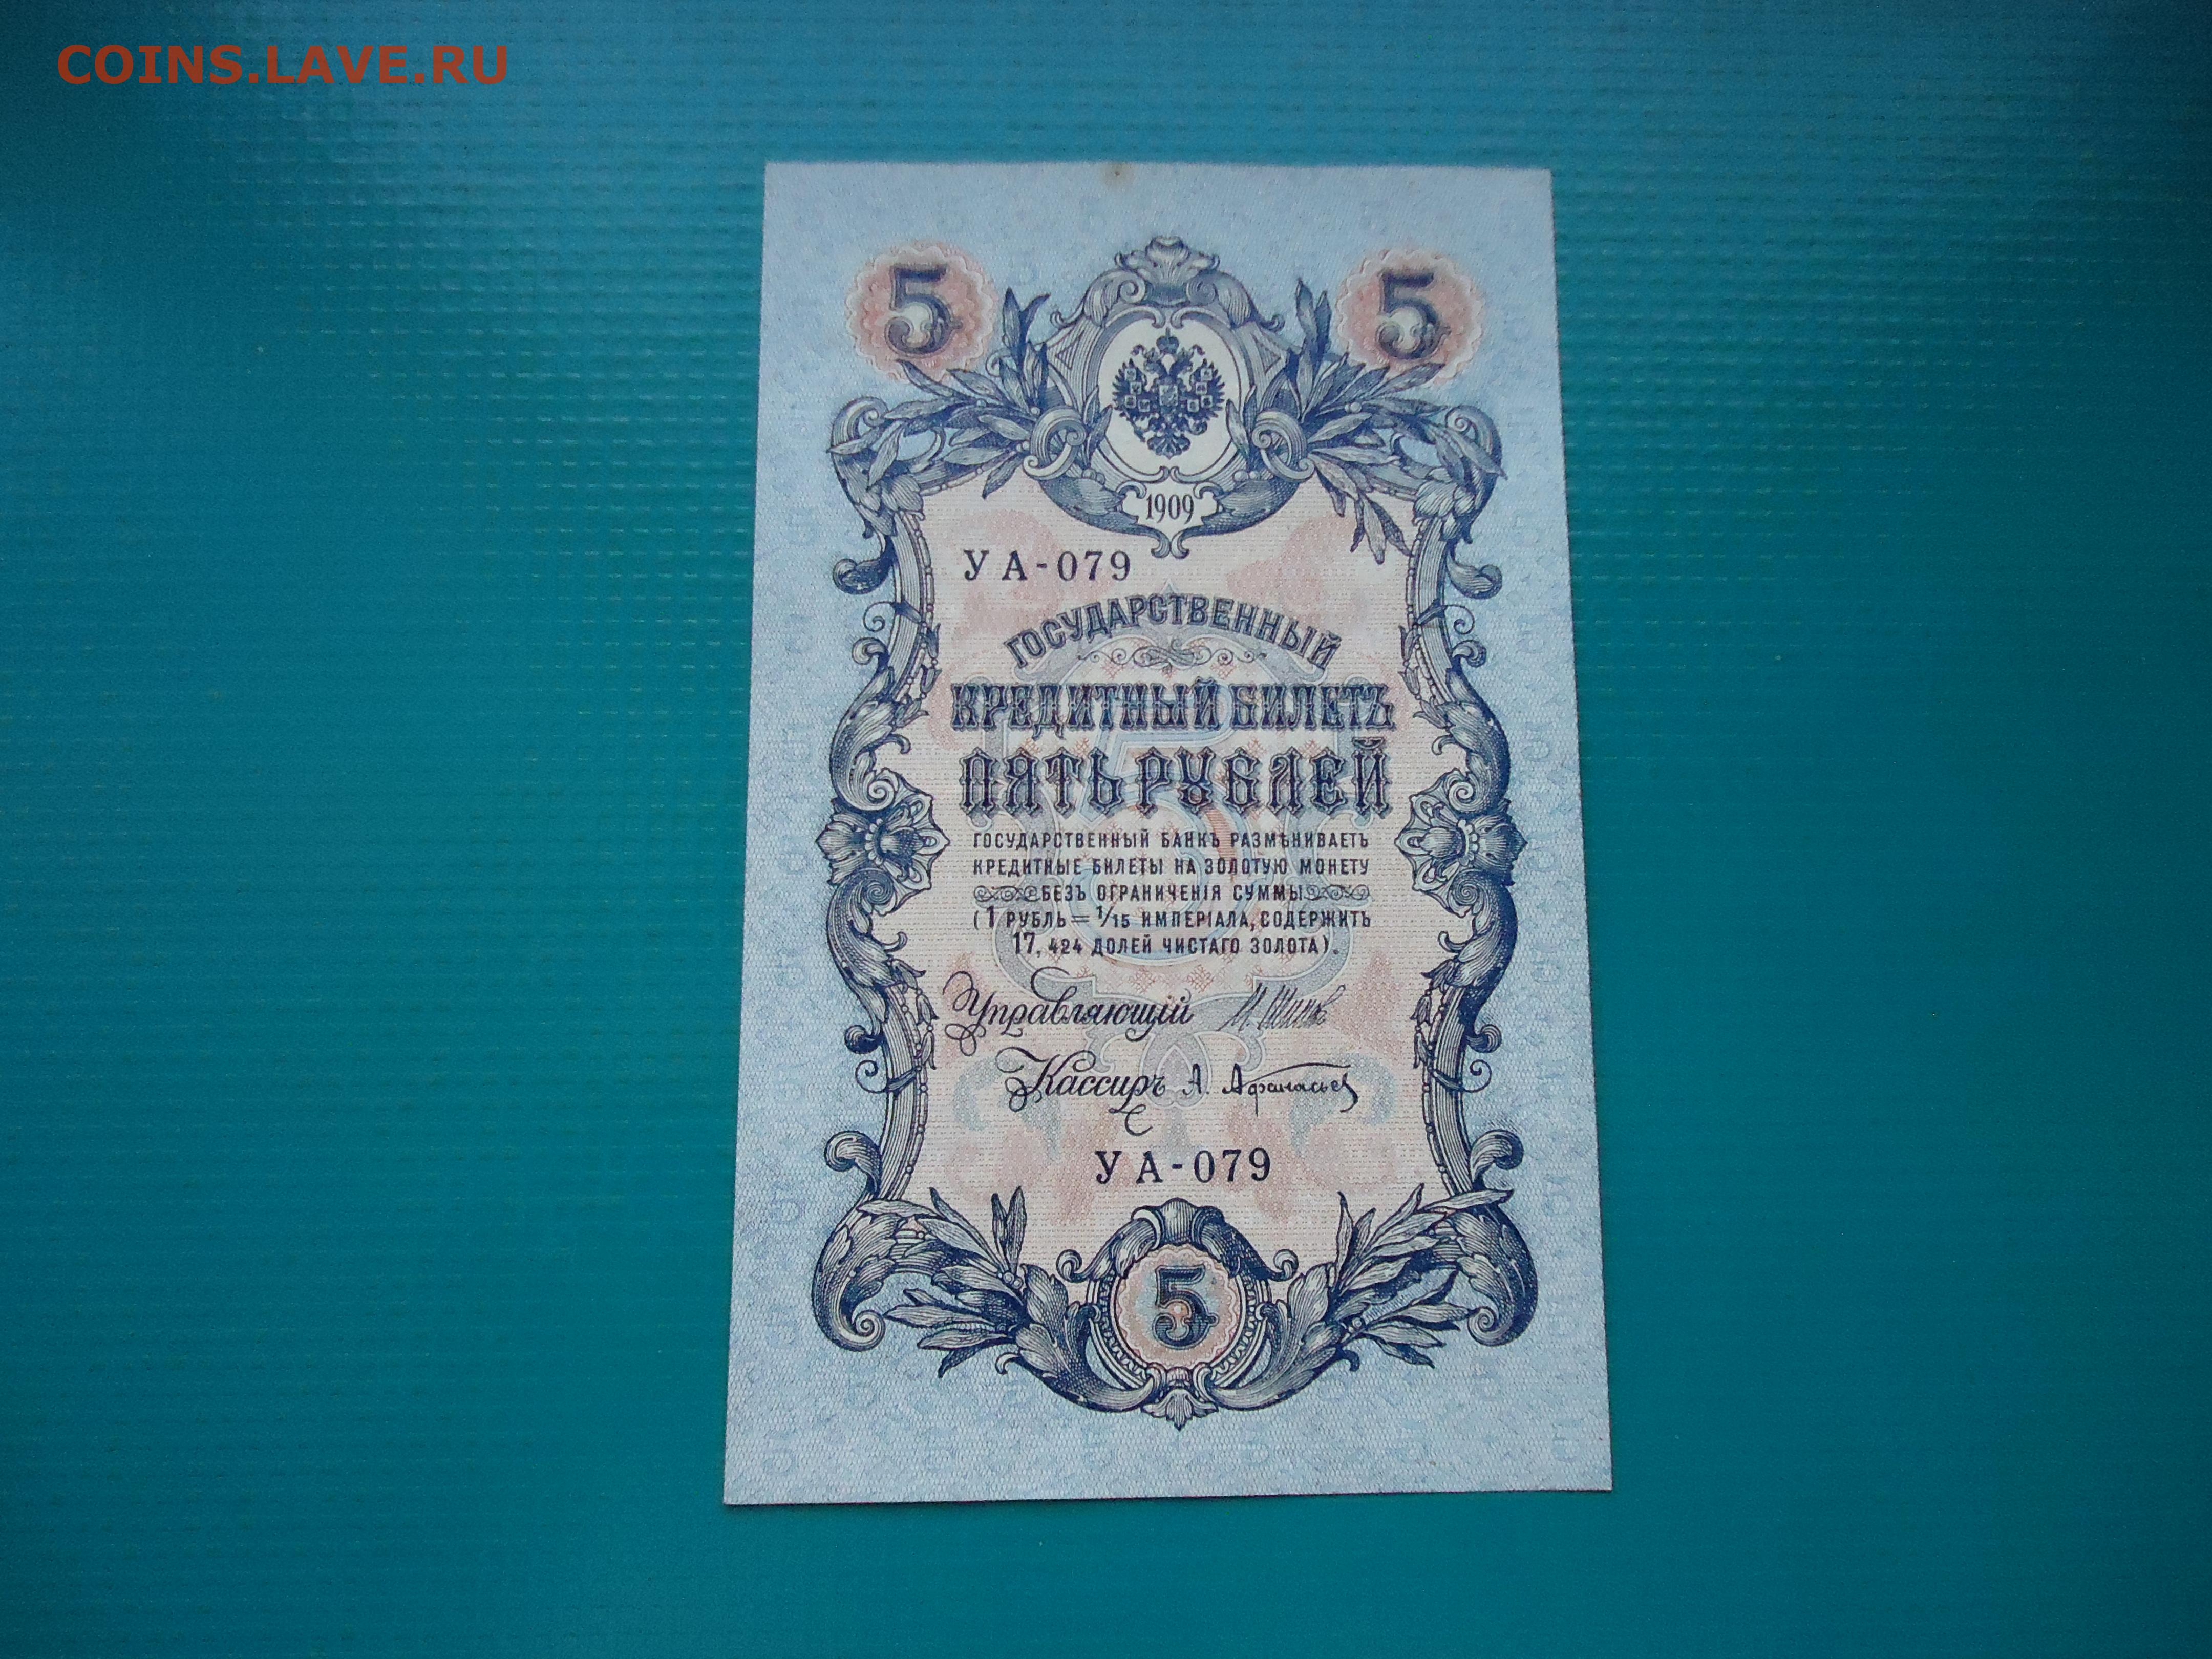 COINS.LAVE.RU
5 5
1909
УА-079
ГОСУДАРСТВЕННЫЙ
КРЕДИТНЫЙ БИЛЕТЪ
ПЯТЬ РУБЛЕЙ
ГОСУДАРСТВЕННЫЙ БАНКЪ РАЗМѢНИВАЕТЪ
КРЕДИТНЫЕ БИЛЕТЫ НА ЗОЛОТУЮ МОНЕТУ
БЕЗЪ ОГРАНИЧЕНІЯ СУММЫ
(1 РУБЛЬ = 1/15 ИМПЕРІАЛА, СОДЕРЖИТЪ
17,424 ДОЛЕЙ ЧИСТАГО ЗОЛОТА).
Управляющій И. Шипов
Кассиръ А. Афанасьев
УА-079
5